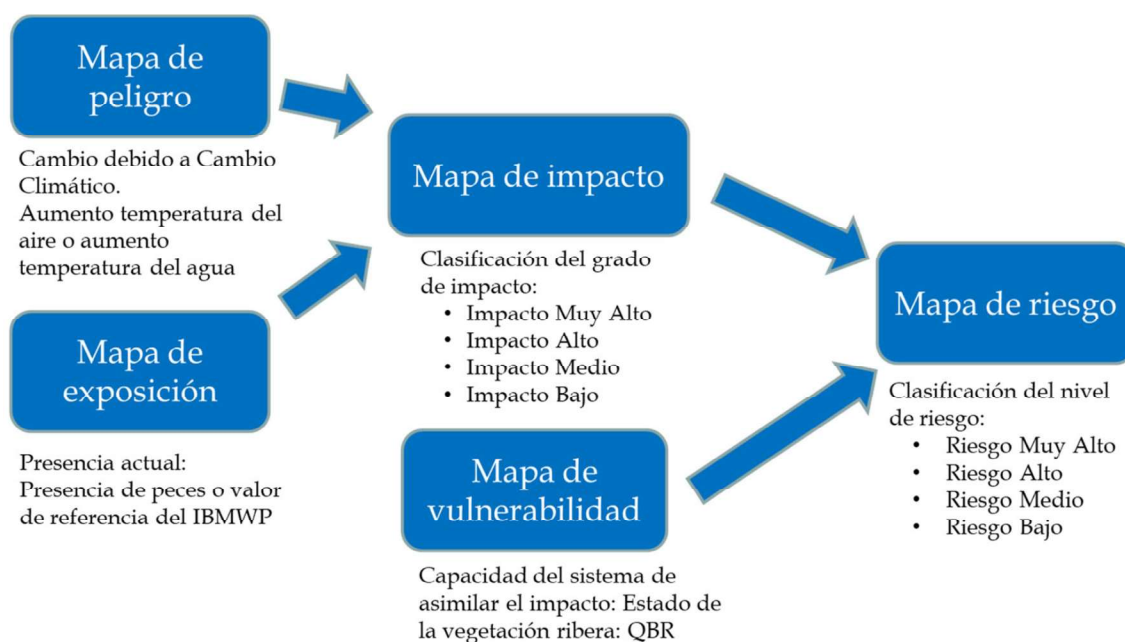 Mapa de
peligro
Cambio debido a Cambio
Climático.
Aumento temperatura del
aire o aumento
temperatura del agua
Mapa de
exposición
Presencia actual:
Presencia de peces o valor
de referencia del IBMWP
Mapa de impacto
Clasificación del grado
de impacto:
• Impacto Muy Alto
• Impacto Alto
• Impacto Medio
• Impacto Bajo
Mapa de
vulnerabilidad
Capacidad del sistema de
asimilar el impacto: Estado de
la vegetación ribera: QBR
Mapa de riesgo
Clasificación del nivel
de riesgo:
• Riesgo Muy Alto
• Riesgo Alto
• Riesgo Medio
• Riesgo Bajo